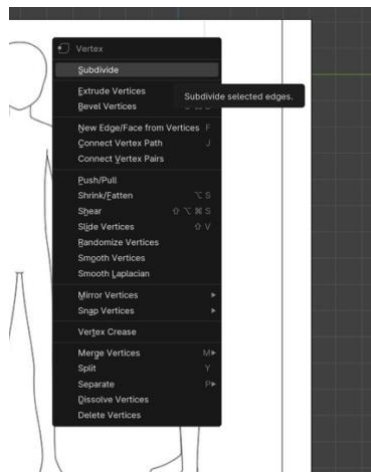 Vertex
Subdivide
Extrude Vertices
Bevel Vertices
Subdivide selected edges.
New Edge/Face from Vertices F
Connect Vertex Path J
Connect Vertex Pairs
Push/Pull
Shrink/Fatten ⌥ S
Shear ⇧ ⌥ ⌘ S
Slide Vertices ⇧ V
Randomize Vertices
Smooth Vertices
Smooth Laplacian
Mirror Vertices
Snap Vertices
Vertex Crease
Merge Vertices M
Split Y
Separate P
Dissolve Vertices
Delete Vertices